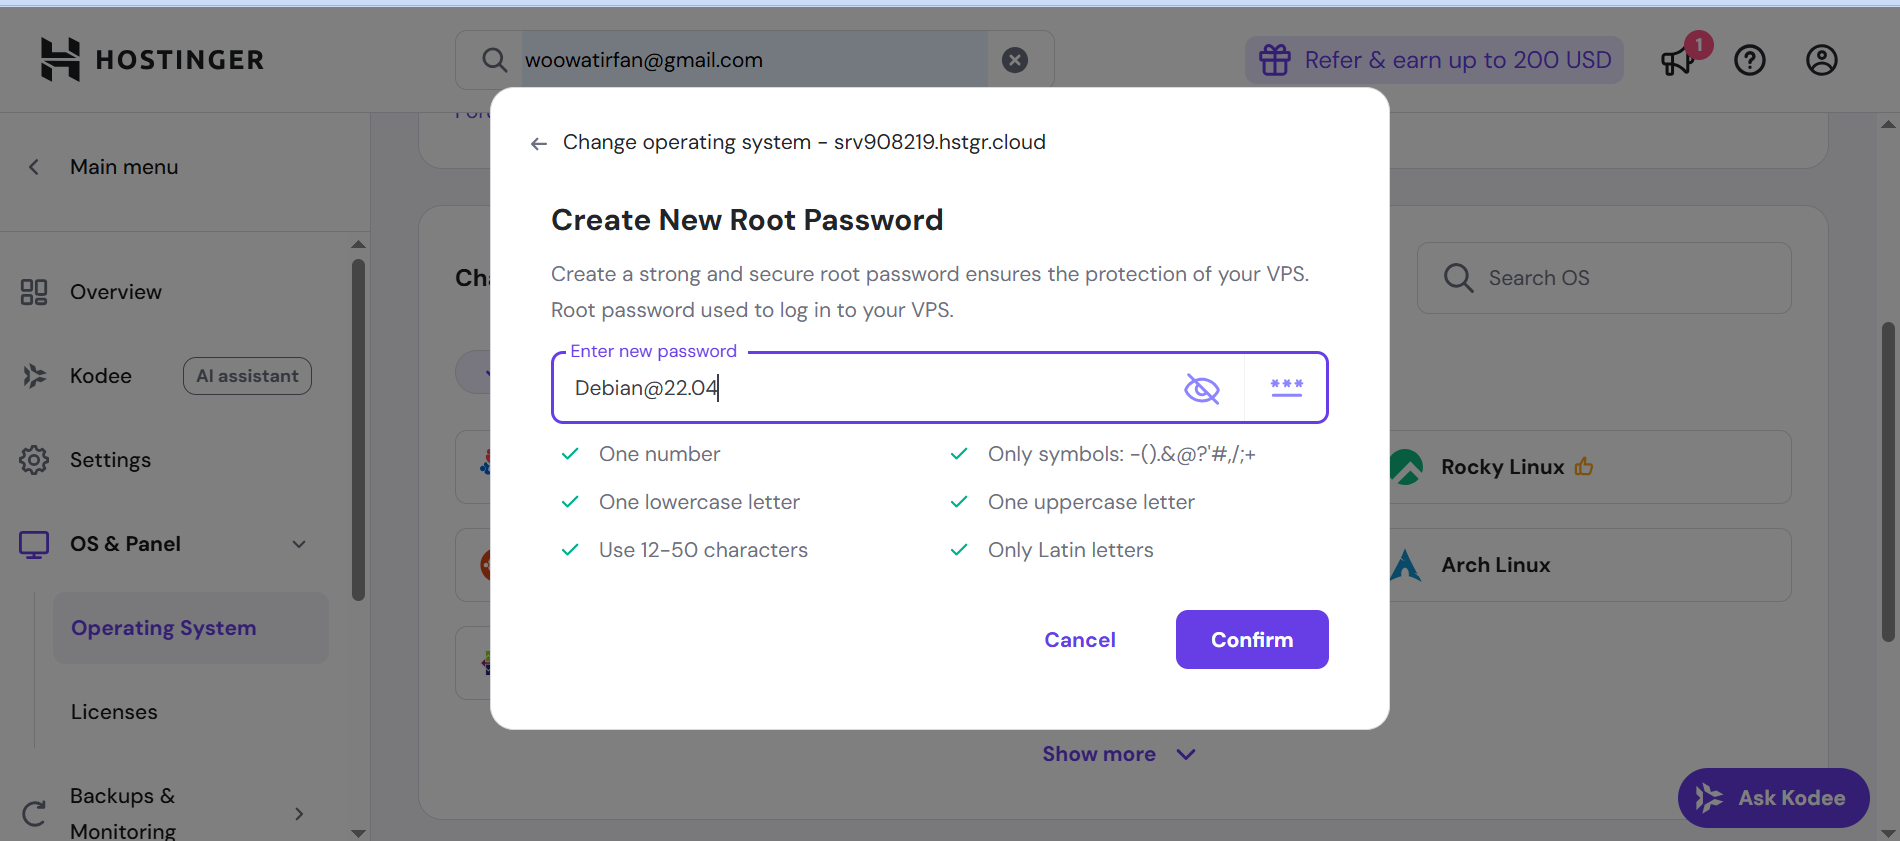 HOSTINGER
woowatirfan@gmail.com
Refer & earn up to 200 USD
1
Main menu
Change operating system - srv908219.hstgr.cloud
Create New Root Password
Create a strong and secure root password ensures the protection of your VPS.
Root password used to log in to your VPS.
Search OS
Overview
Enter new password
Debian@22.04
Kodee
AI assistant
One number
Only symbols: -().&@?'#,/;+
One lowercase letter
One uppercase letter
Use 12-50 characters
Only Latin letters
Settings
Rocky Linux
OS & Panel
Arch Linux
Operating System
Cancel
Confirm
Licenses
Show more
Backups &
Monitoring
Ask Kodee